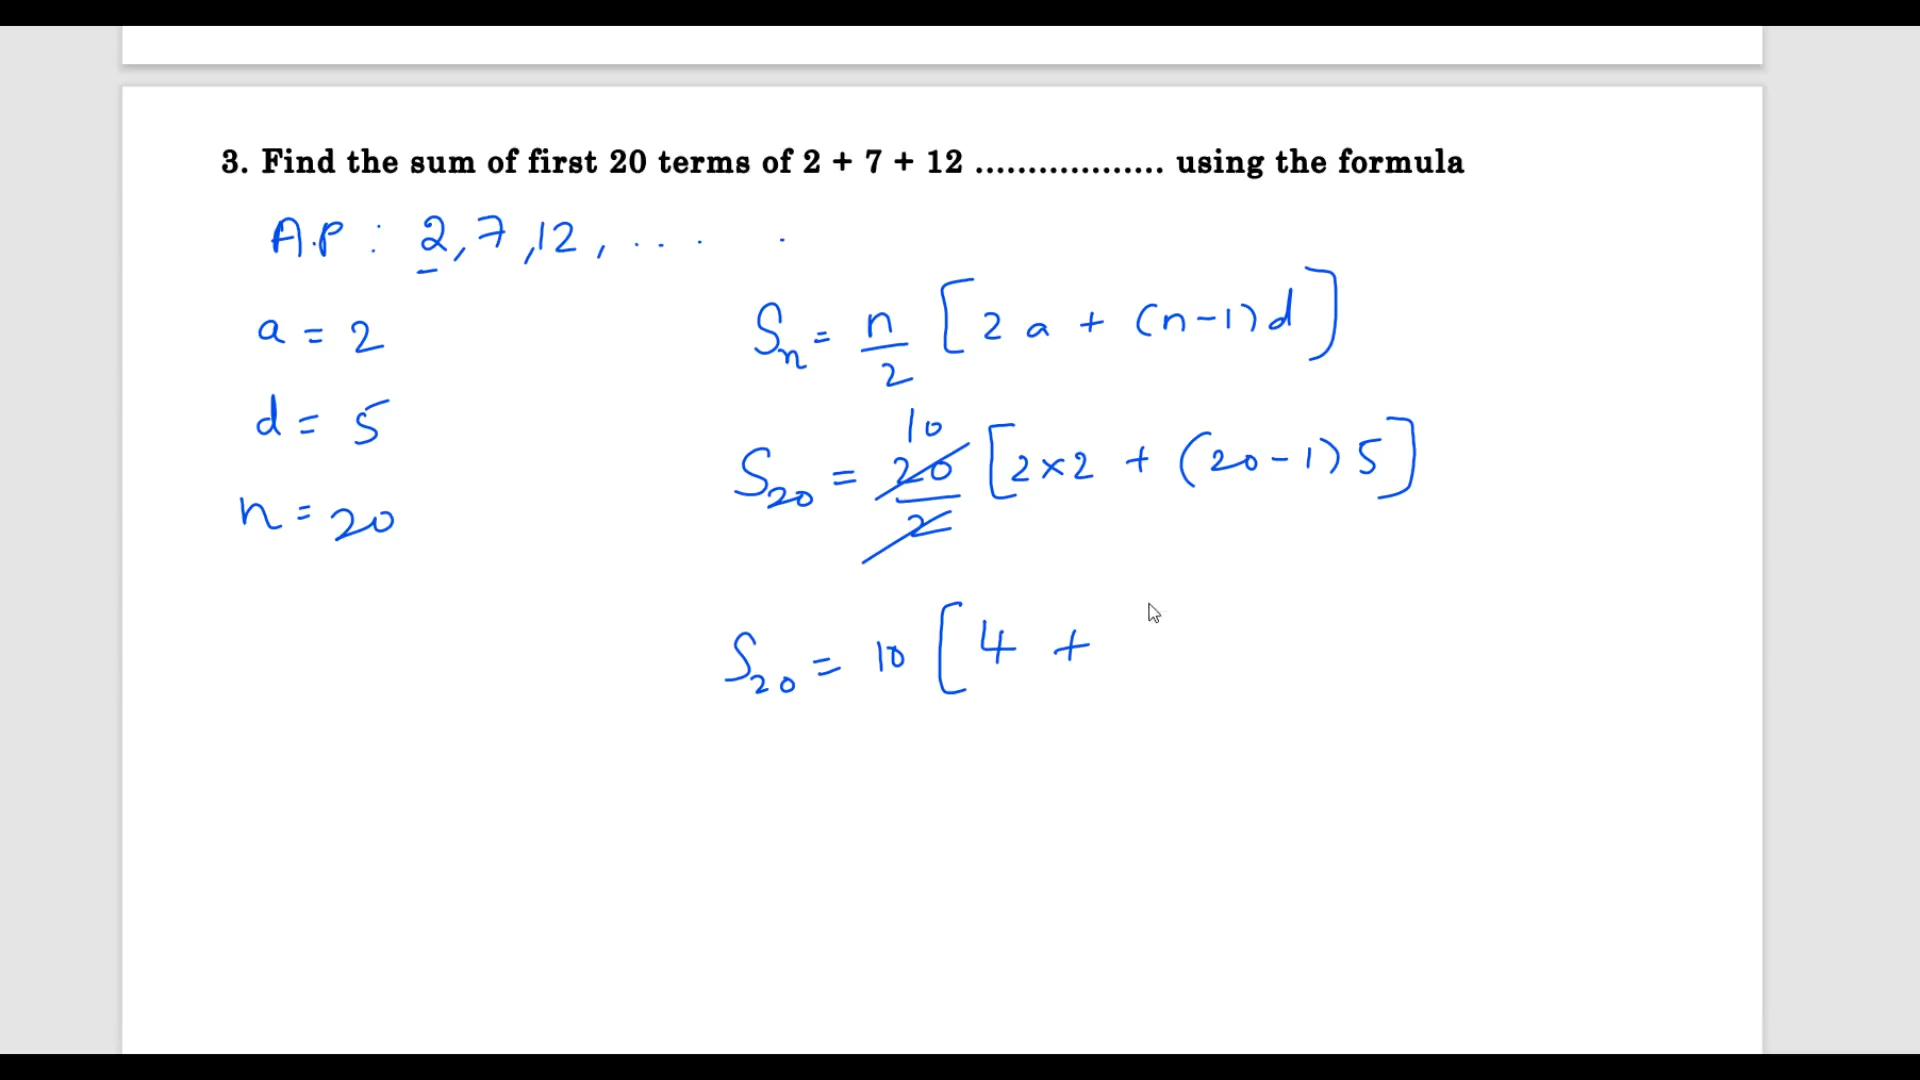 3. Find the sum of first 20 terms of 2 + 7 + 12 .................. using the formula
A.P : 2, 7, 12, ... . .
a = 2
d = 5
n = 20
Sn = n/2 [2a + (n-1)d]
S20 = 20/2 10 [2×2 + (20-1)5]
S20 = 10 [4 +